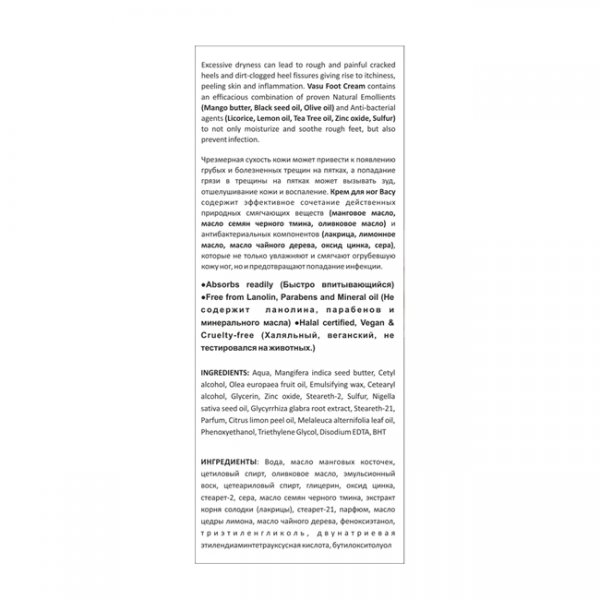 Excessive dryness can lead to rough and painful cracked
heels and dirt-clogged heel fissures giving rise to itchiness,
peeling skin and inflammation. Vasu Foot Cream contains
an efficacious combination of proven Natural Emollients
(Mango butter, Black seed oil, Olive oil) and Anti-bacterial
agents (Licorice, Lemon oil, Tea Tree oil, Zinc oxide, Sulfur)
to not only moisturize and soothe rough feet, but also
prevent infection.
Чрезмерная сухость кожи может привести к появлению
грубых и болезненных трещин на пятках, а попадание
грязи в трещины на пятках может вызывать зуд,
отшелушивание кожи и воспаление. Крем для ног Васу
содержит эффективное сочетание действенных
природных смягчающих веществ (манговое масло,
масло семян черного тмина, оливковое масло) и
антибактериальных компонентов (лакрица, лимонное
масло, масло чайного дерева, оксид цинка, сера),
которые не только увлажняют и смягчают огрубевшую
кожу ног, но и предотвращают попадание инфекции.
●Absorbs readily (Быстро впитывающийся)
●Free from Lanolin, Parabens and Mineral oil (Не
содержит ланолина, парабенов и
минерального масла) ●Halal certified, Vegan &
Cruelty-free (Халяльный, веганский, не
тестировался на животных.)
INGREDIENTS: Aqua, Mangifera indica seed butter, Cetyl
alcohol, Olea europaea fruit oil, Emulsifying wax, Cetearyl
alcohol, Glycerin, Zinc oxide, Steareth-2, Sulfur, Nigella
sativa seed oil, Glycyrrhiza glabra root extract, Steareth-21,
Parfum, Citrus limon peel oil, Melaleuca alternifolia leaf oil,
Phenoxyethanol, Triethylene Glycol, Disodium EDTA, BHT
ИНГРЕДИЕНТЫ: Вода, масло манговых косточек,
цетиловый спирт, оливковое масло, эмульсионный
воск, цетеариловый спирт, глицерин, оксид цинка,
стеарет-2, сера, масло семян черного тмина, экстракт
корня солодки (лакрицы), стеарет-21, парфюм, масло
цедры лимона, масло чайного дерева, феноксиэтанол,
триэтиленгликоль, двунатриевая
этилендиаминтетрауксусная кислота, бутилокситолуол